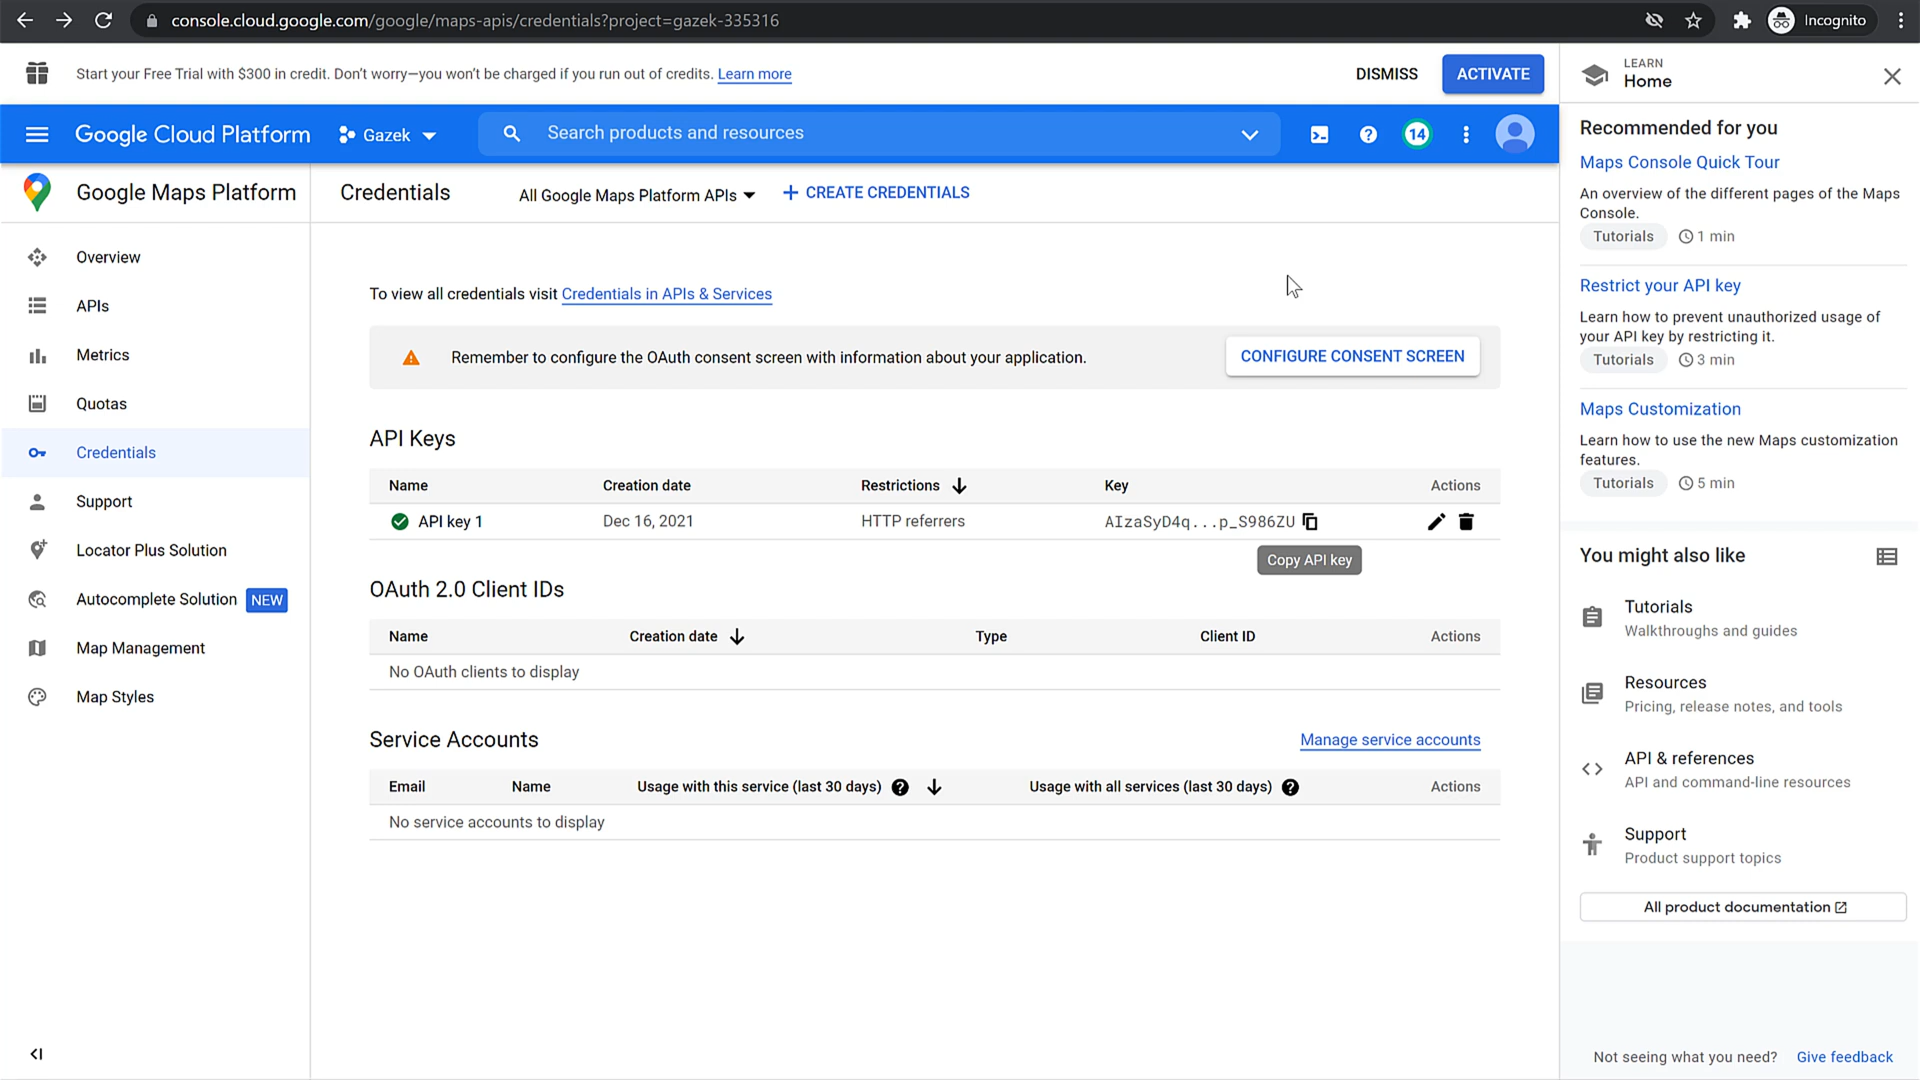 console.cloud.google.com/google/maps-apis/credentials?project=gazek-335316
Incognito
Start your Free Trial with $300 in credit. Don't worry—you won't be charged if you run out of credits. Learn more
DISMISS
ACTIVATE
LEARN
Home
Google Cloud Platform
Gazek
Search products and resources
14
Recommended for you
Maps Console Quick Tour
An overview of the different pages of the Maps
Console.
Tutorials
1 min
Restrict your API key
Learn how to prevent unauthorized usage of
your API key by restricting it.
Tutorials
3 min
Maps Customization
Learn how to use the new Maps customization
features.
Tutorials
5 min
You might also like
Tutorials
Walkthroughs and guides
Resources
Pricing, release notes, and tools
API & references
API and command-line resources
Support
Product support topics
All product documentation
Not seeing what you need? Give feedback
Google Maps Platform
Overview
APIs
Metrics
Quotas
Credentials
Support
Locator Plus Solution
Autocomplete Solution NEW
Map Management
Map Styles
Credentials
All Google Maps Platform APIs
+ CREATE CREDENTIALS
To view all credentials visit Credentials in APIs & Services
Remember to configure the OAuth consent screen with information about your application.
CONFIGURE CONSENT SCREEN
API Keys
Name Creation date Restrictions Key Actions
API key 1 Dec 16, 2021 HTTP referrers AIzaSyD4q...p_S986ZU
Copy API key
OAuth 2.0 Client IDs
Name Creation date Type Client ID Actions
No OAuth clients to display
Service Accounts
Manage service accounts
Email Name Usage with this service (last 30 days) Usage with all services (last 30 days) Actions
No service accounts to display